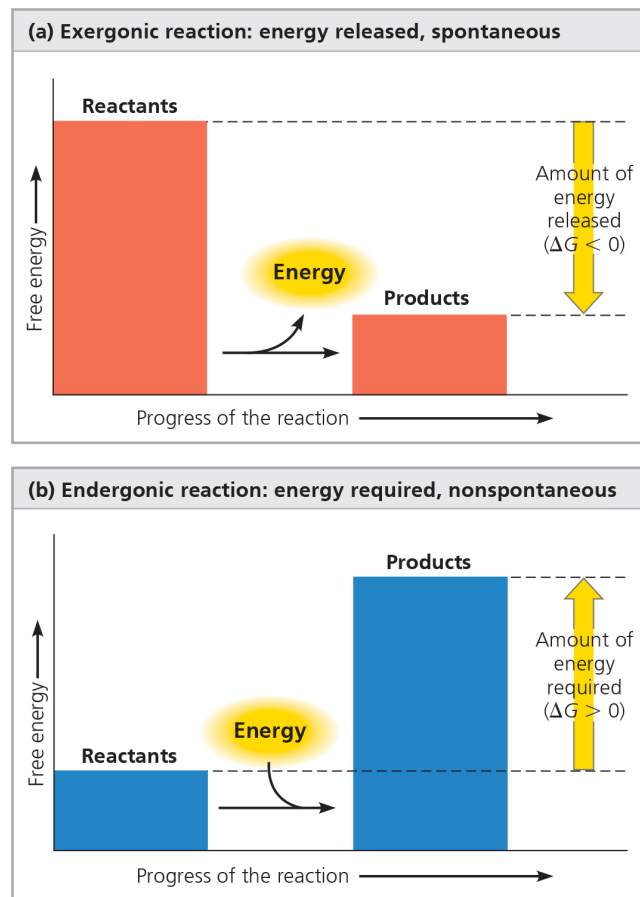 (a) Exergonic reaction: energy released, spontaneous
Reactants
Free energy
Energy
Products
Amount of
energy
released
(ΔG < 0)
Progress of the reaction
(b) Endergonic reaction: energy required, nonspontaneous
Products
Free energy
Energy
Reactants
Amount of
energy
required
(ΔG > 0)
Progress of the reaction